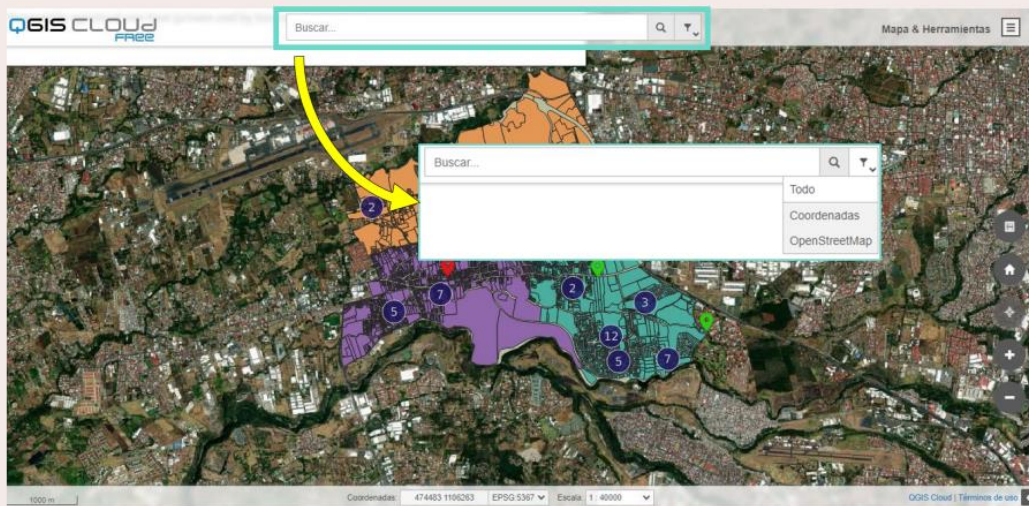 QGIS CLOUD
FREE
Buscar...
Mapa & Herramientas
Buscar...
Todo
Coordenadas
OpenStreetMap
2
7
5
2
3
12
5
7
1000 m
Coordenadas: 474483 1106263 EPSG:5367 Escala: 1 : 40000
QGIS Cloud | Términos de uso